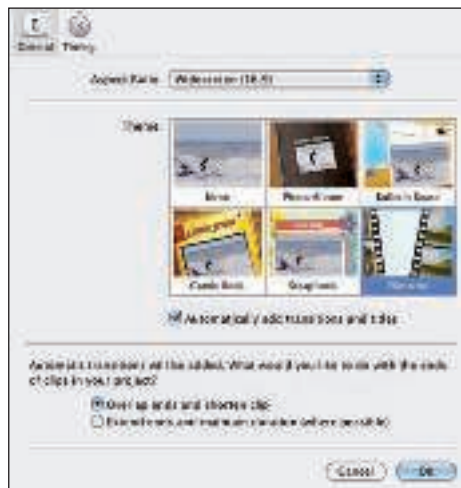 General Timing
Aspect Ratio: Widescreen (16:9)
Theme:
None Photo Album Bulletin Board
Comic Book Scrapbook Filmstrip
Automatically add transitions and titles
Automatic transitions will be added. What would you like to do with the ends
of clips in your project?
Overlap ends and shorten clip
Extend ends and maintain duration (where possible)
Cancel OK